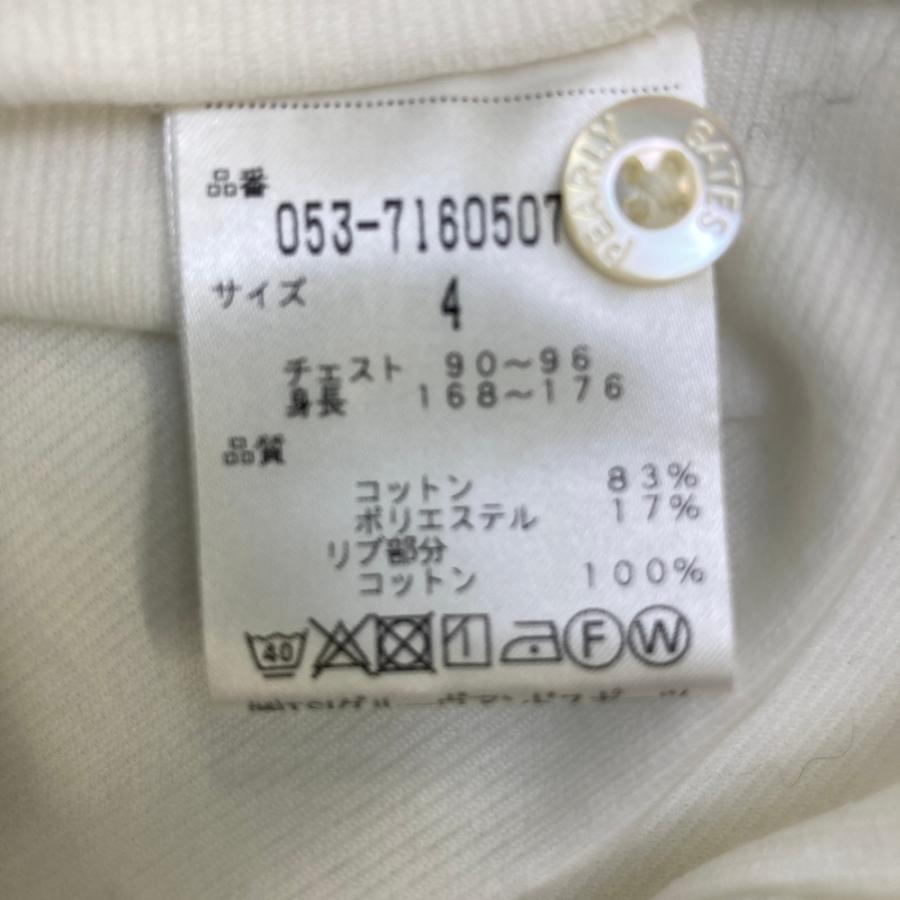 品番
053-7160507
PEARLY GATES
サイズ 4
チェスト 90～96
身長 168～176
品質
コットン 83%
ポリエステル 17%
リブ部分
コットン 100%
40 F W